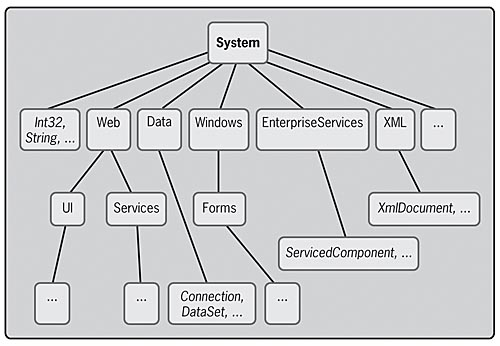 System
Int32,
String, ...
Web
Data
Windows
EnterpriseServices
XML
...
UI
Services
Forms
XmlDocument, ...
ServicedComponent, ...
...
...
Connection,
DataSet, ...
...